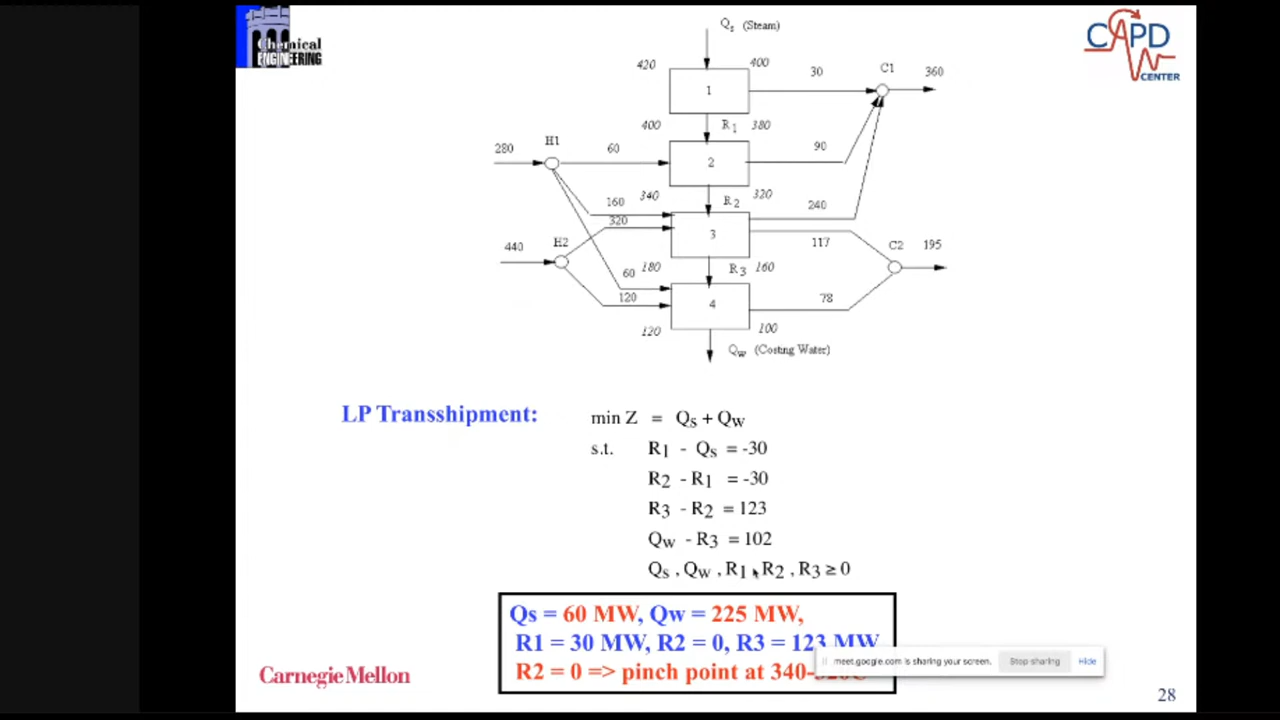 Chemical
ENGINEERING
CAPD
CENTER
Qs (Steam)
420
400
30
C1
360
1
400
R1
380
H1
280
60
2
90
340
R2
320
160
240
320
3
117
440
H2
C2
195
180
R3
160
60
120
4
78
120
100
Qw (Costing Water)
LP Transshipment:
min Z = Qs + Qw
s.t. R1 - Qs = -30
R2 - R1 = -30
R3 - R2 = 123
Qw - R3 = 102
Qs , Qw , R1 , R2 , R3 ≥ 0
Qs = 60 MW, Qw = 225 MW,
R1 = 30 MW, R2 = 0, R3 = 123 MW
R2 = 0 => pinch point at 340-
meet.google.com is sharing your screen.
Stop sharing
Hide
Carnegie Mellon
28